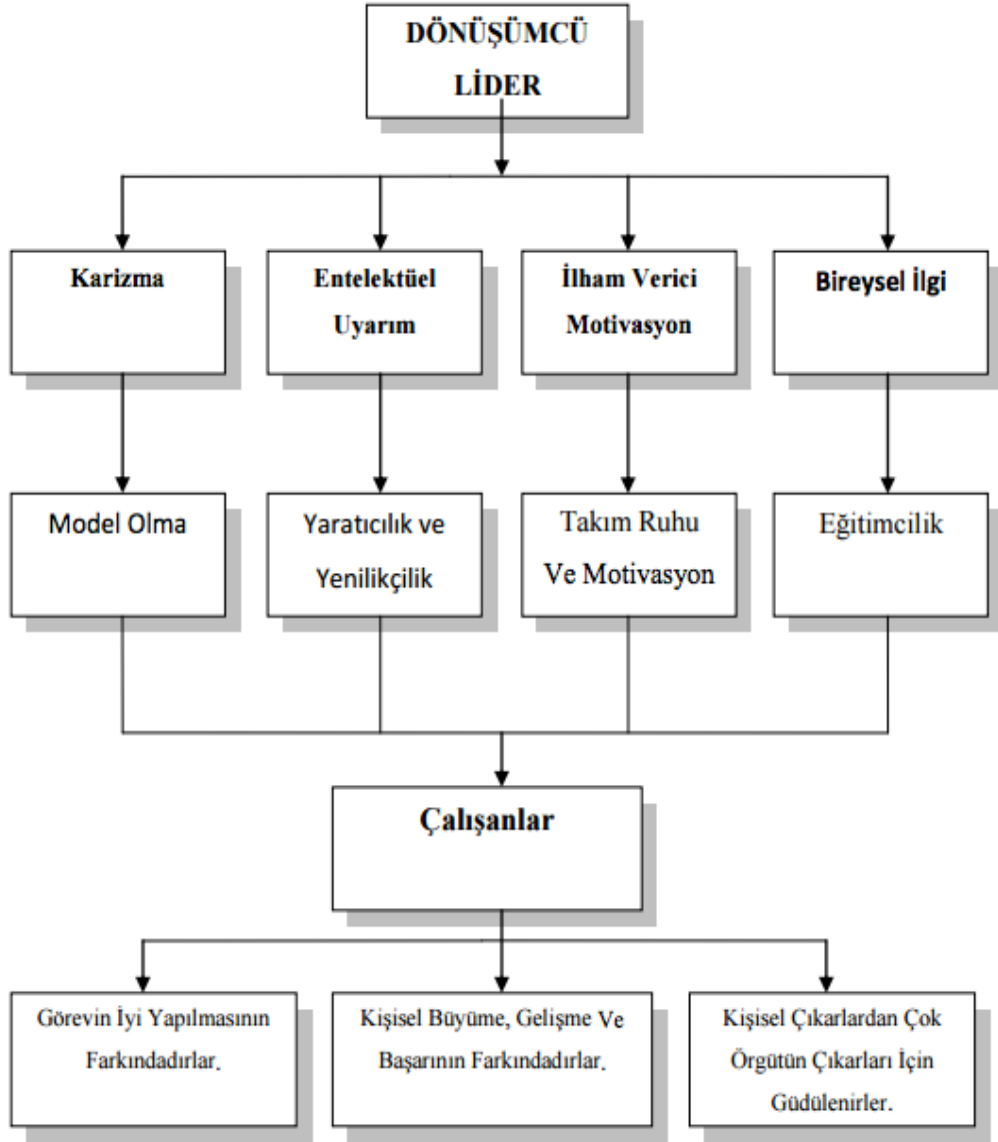 DÖNÜŞÜMCÜ
LİDER
Karizma
Entelektüel
Uyarım
İlham Verici
Motivasyon
Bireysel İlgi
Model Olma
Yaratıcılık ve
Yenilikçilik
Takım Ruhu
Ve Motivasyon
Eğitimcilik
Çalışanlar
Görevin İyi Yapılmasının
Farkındadırlar.
Kişisel Büyüme, Gelişme Ve
Başarının Farkındadırlar.
Kişisel Çıkarlardan Çok
Örgütün Çıkarları İçin
Güdülenirler.